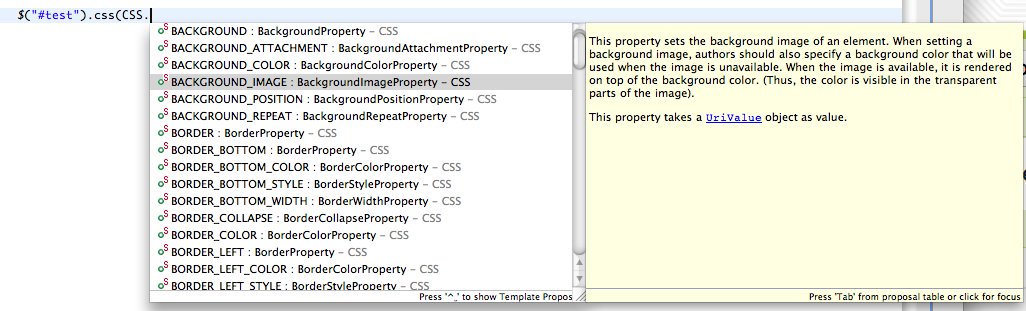 $("#test").css(CSS.
BACKGROUND : BackgroundProperty – CSS
BACKGROUND_ATTACHMENT : BackgroundAttachmentProperty – CSS
BACKGROUND_COLOR : BackgroundColorProperty – CSS
BACKGROUND_IMAGE : BackgroundImageProperty – CSS
BACKGROUND_POSITION : BackgroundPositionProperty – CSS
BACKGROUND_REPEAT : BackgroundRepeatProperty – CSS
BORDER : BorderProperty – CSS
BORDER_BOTTOM : BorderProperty – CSS
BORDER_BOTTOM_COLOR : BorderColorProperty – CSS
BORDER_BOTTOM_STYLE : BorderStyleProperty – CSS
BORDER_BOTTOM_WIDTH : BorderWidthProperty – CSS
BORDER_COLLAPSE : BorderCollapseProperty – CSS
BORDER_COLOR : BorderColorProperty – CSS
BORDER_LEFT : BorderProperty – CSS
BORDER_LEFT_COLOR : BorderColorProperty – CSS
BORDER_LEFT_STYLE : BorderStyleProperty – CSS
Press '^_' to show Template Propos
This property sets the background image of an element. When setting a
background image, authors should also specify a background color that will be
used when the image is unavailable. When the image is available, it is rendered
on top of the background color. (Thus, the color is visible in the transparent
parts of the image).
This property takes a UriValue object as value.
Press 'Tab' from proposal table or click for focus